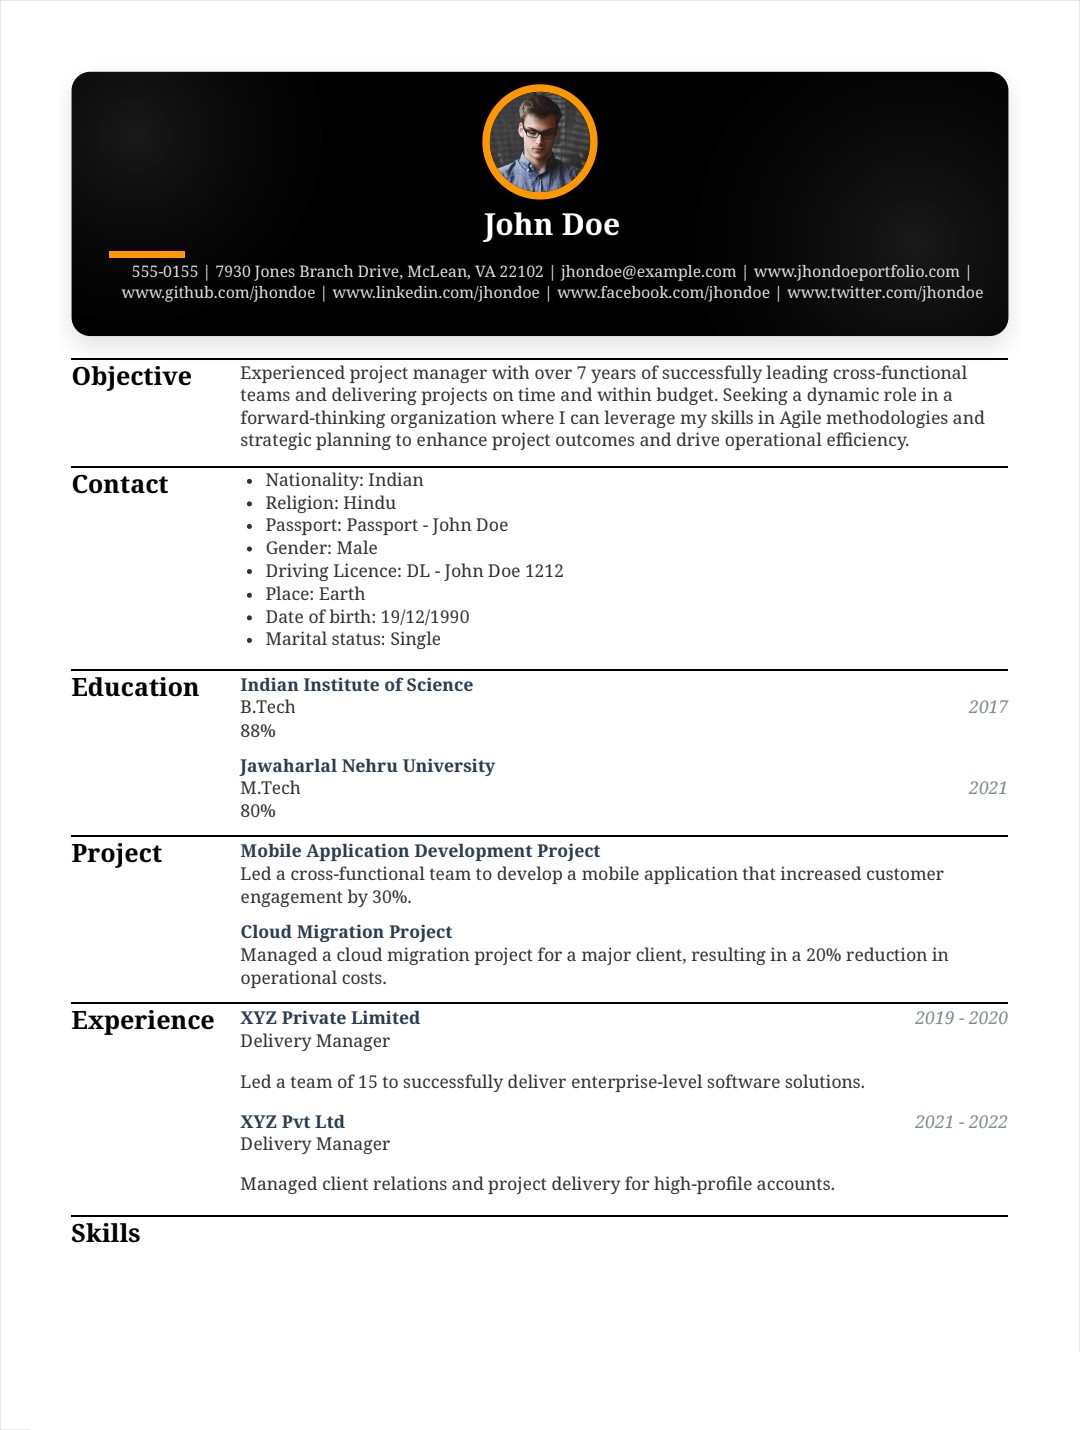 John Doe
555-0155 | 7930 Jones Branch Drive, McLean, VA 22102 | jhondoe@example.com | www.jhondoeportfolio.com |
www.github.com/jhondoe | www.linkedin.com/jhondoe | www.facebook.com/jhondoe | www.twitter.com/jhondoe
Objective
Experienced project manager with over 7 years of successfully leading cross-functional
teams and delivering projects on time and within budget. Seeking a dynamic role in a
forward-thinking organization where I can leverage my skills in Agile methodologies and
strategic planning to enhance project outcomes and drive operational efficiency.
Contact
• Nationality: Indian
• Religion: Hindu
• Passport: Passport - John Doe
• Gender: Male
• Driving Licence: DL - John Doe 1212
• Place: Earth
• Date of birth: 19/12/1990
• Marital status: Single
Education
Indian Institute of Science
B.Tech 2017
88%
Jawaharlal Nehru University
M.Tech 2021
80%
Project
Mobile Application Development Project
Led a cross-functional team to develop a mobile application that increased customer
engagement by 30%.
Cloud Migration Project
Managed a cloud migration project for a major client, resulting in a 20% reduction in
operational costs.
Experience
XYZ Private Limited 2019 - 2020
Delivery Manager
Led a team of 15 to successfully deliver enterprise-level software solutions.
XYZ Pvt Ltd 2021 - 2022
Delivery Manager
Managed client relations and project delivery for high-profile accounts.
Skills